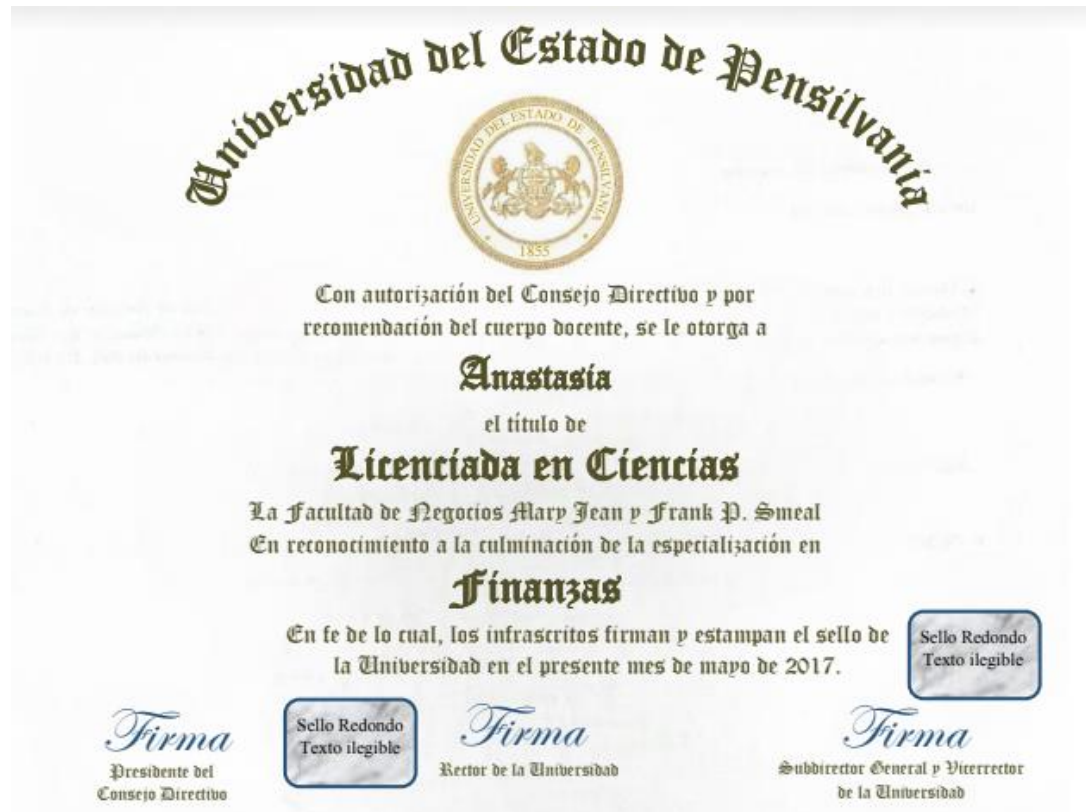 Universidad del Estado de Pensilvania
UNIVERSIDAD DEL ESTADO DE PENSILVANIA
1855
Con autorización del Consejo Directivo y por
recomendación del cuerpo docente, se le otorga a
Anastasia
el título de
Licenciada en Ciencias
La Facultad de Negocios Mary Jean y Frank P. Smeal
En reconocimiento a la culminación de la especialización en
Finanzas
En fe de lo cual, los infrascritos firman y estampan el sello de
la Universidad en el presente mes de mayo de 2017.
Sello Redondo
Texto ilegible
Firma
Presidente del
Consejo Directivo
Sello Redondo
Texto ilegible
Firma
Rector de la Universidad
Firma
Subdirector General y Vicerrector
de la Universidad